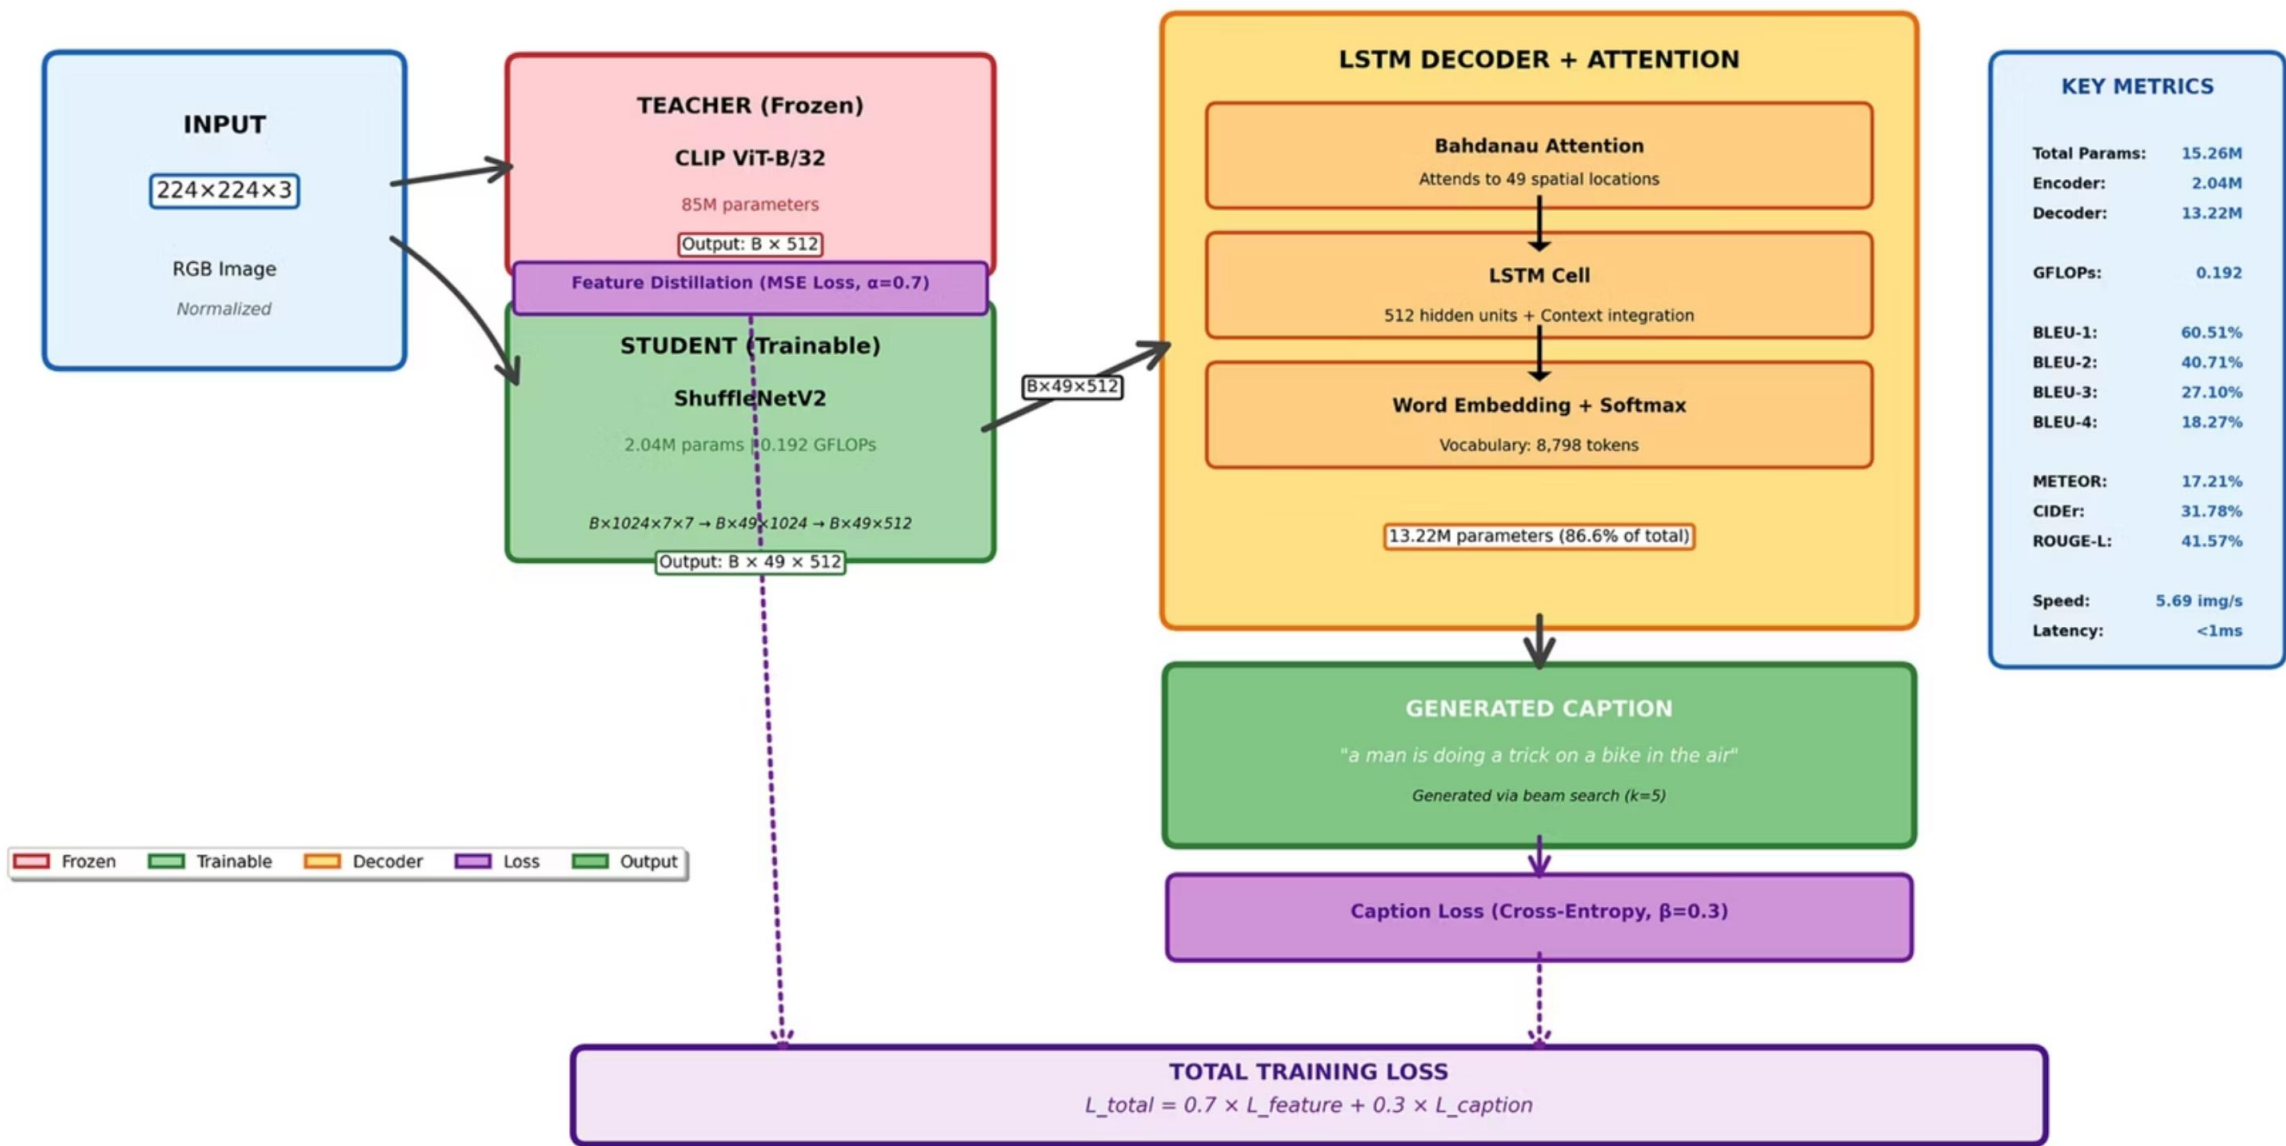 INPUT
224×224×3
RGB Image
Normalized
TEACHER (Frozen)
CLIP ViT-B/32
85M parameters
Output: B × 512
Feature Distillation (MSE Loss, α=0.7)
STUDENT (Trainable)
ShuffleNetV2
2.04M params | 0.192 GFLOPs
B×1024×7×7 → B×49×1024 → B×49×512
Output: B × 49 × 512
B×49×512
LSTM DECODER + ATTENTION
Bahdanau Attention
Attends to 49 spatial locations
LSTM Cell
512 hidden units + Context integration
Word Embedding + Softmax
Vocabulary: 8,798 tokens
13.22M parameters (86.6% of total)
GENERATED CAPTION
"a man is doing a trick on a bike in the air"
Generated via beam search (k=5)
Caption Loss (Cross-Entropy, β=0.3)
TOTAL TRAINING LOSS
L_total = 0.7 × L_feature + 0.3 × L_caption
KEY METRICS
Total Params: 15.26M
Encoder: 2.04M
Decoder: 13.22M
GFLOPs: 0.192
BLEU-1: 60.51%
BLEU-2: 40.71%
BLEU-3: 27.10%
BLEU-4: 18.27%
METEOR: 17.21%
CIDEr: 31.78%
ROUGE-L: 41.57%
Speed: 5.69 img/s
Latency: <1ms
Frozen Trainable Decoder Loss Output